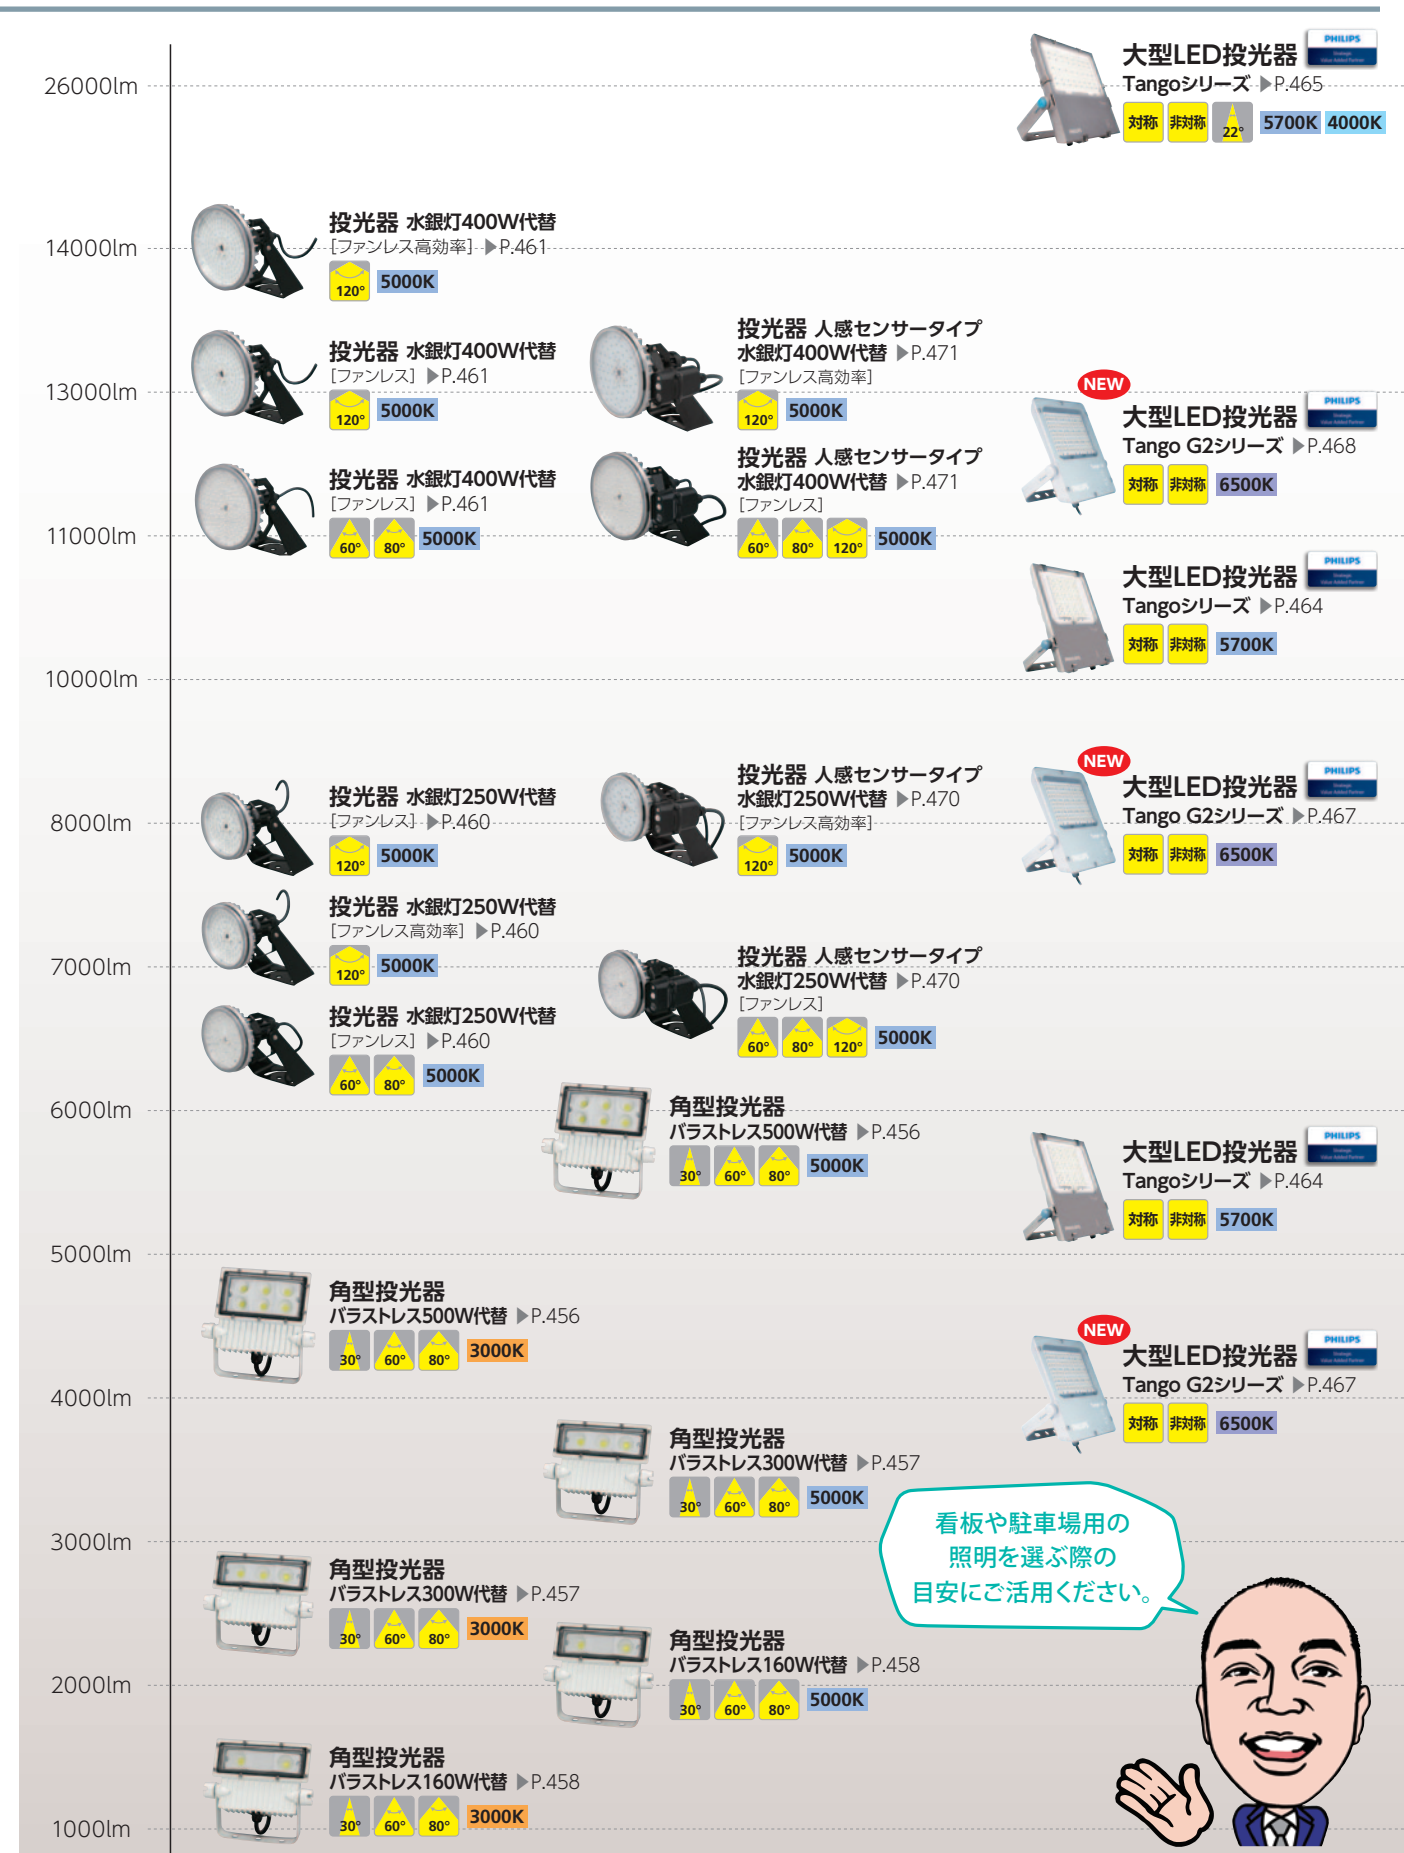 26000lm
大型LED投光器
PHILIPS
Tangoシリーズ ▶P.465
対称 非対称 22° 5700K 4000K
14000lm
投光器 水銀灯400W代替
[ファンレス高効率] ▶P.461
120° 5000K
13000lm
投光器 水銀灯400W代替
[ファンレス] ▶P.461
120° 5000K
投光器 人感センサータイプ
水銀灯400W代替 ▶P.471
[ファンレス高効率]
120° 5000K
NEW
大型LED投光器
PHILIPS
Tango G2シリーズ ▶P.468
対称 非対称 6500K
11000lm
投光器 水銀灯400W代替
[ファンレス] ▶P.461
60° 80° 5000K
投光器 人感センサータイプ
水銀灯400W代替 ▶P.471
[ファンレス]
60° 80° 120° 5000K
大型LED投光器
PHILIPS
Tangoシリーズ ▶P.464
対称 非対称 5700K
10000lm
8000lm
投光器 水銀灯250W代替
[ファンレス] ▶P.460
120° 5000K
投光器 人感センサータイプ
水銀灯250W代替 ▶P.470
[ファンレス高効率]
120° 5000K
NEW
大型LED投光器
PHILIPS
Tango G2シリーズ ▶P.467
対称 非対称 6500K
7000lm
投光器 水銀灯250W代替
[ファンレス高効率] ▶P.460
120° 5000K
投光器 人感センサータイプ
水銀灯250W代替 ▶P.470
[ファンレス]
60° 80° 120° 5000K
投光器 水銀灯250W代替
[ファンレス] ▶P.460
60° 80° 5000K
6000lm
角型投光器
バラストレス500W代替 ▶P.456
30° 60° 80° 5000K
大型LED投光器
PHILIPS
Tangoシリーズ ▶P.464
対称 非対称 5700K
5000lm
角型投光器
バラストレス500W代替 ▶P.456
30° 60° 80° 3000K
NEW
大型LED投光器
PHILIPS
Tango G2シリーズ ▶P.467
対称 非対称 6500K
4000lm
角型投光器
バラストレス300W代替 ▶P.457
30° 60° 80° 5000K
看板や駐車場用の
照明を選ぶ際の
目安にご活用ください。
3000lm
角型投光器
バラストレス300W代替 ▶P.457
30° 60° 80° 3000K
角型投光器
バラストレス160W代替 ▶P.458
30° 60° 80° 5000K
2000lm
角型投光器
バラストレス160W代替 ▶P.458
30° 60° 80° 3000K
1000lm